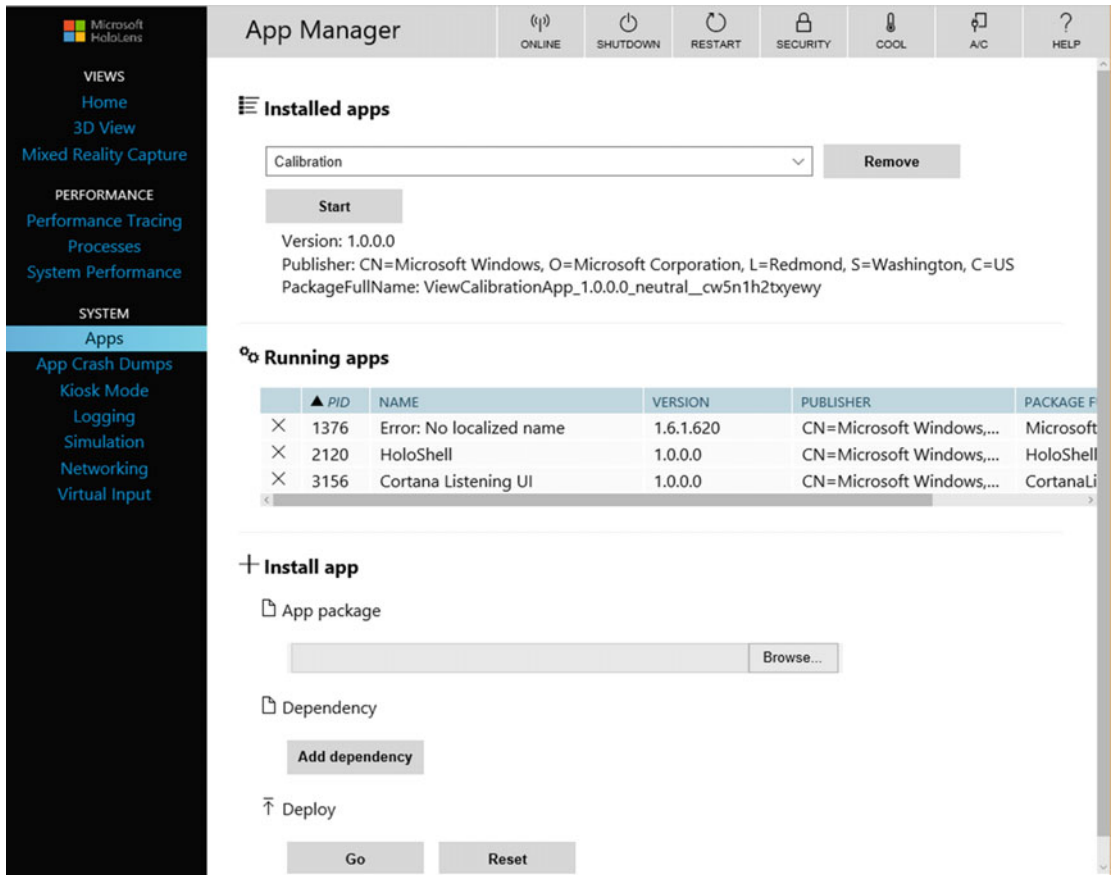 Microsoft
HoloLens
VIEWS
Home
3D View
Mixed Reality Capture
PERFORMANCE
Performance Tracing
Processes
System Performance
SYSTEM
Apps
App Crash Dumps
Kiosk Mode
Logging
Simulation
Networking
Virtual Input
App Manager
ONLINE
SHUTDOWN
RESTART
SECURITY
COOL
A/C
HELP
Installed apps
Calibration
Remove
Start
Version: 1.0.0.0
Publisher: CN=Microsoft Windows, O=Microsoft Corporation, L=Redmond, S=Washington, C=US
PackageFullName: ViewCalibrationApp_1.0.0.0_neutral__cw5n1h2txyewy
Running apps
PID NAME VERSION PUBLISHER PACKAGE F
1376 Error: No localized name 1.6.1.620 CN=Microsoft Windows,... Microsoft
2120 HoloShell 1.0.0.0 CN=Microsoft Windows,... HoloShell
3156 Cortana Listening UI 1.0.0.0 CN=Microsoft Windows,... CortanaLi
Install app
App package
Browse...
Dependency
Add dependency
Deploy
Go
Reset